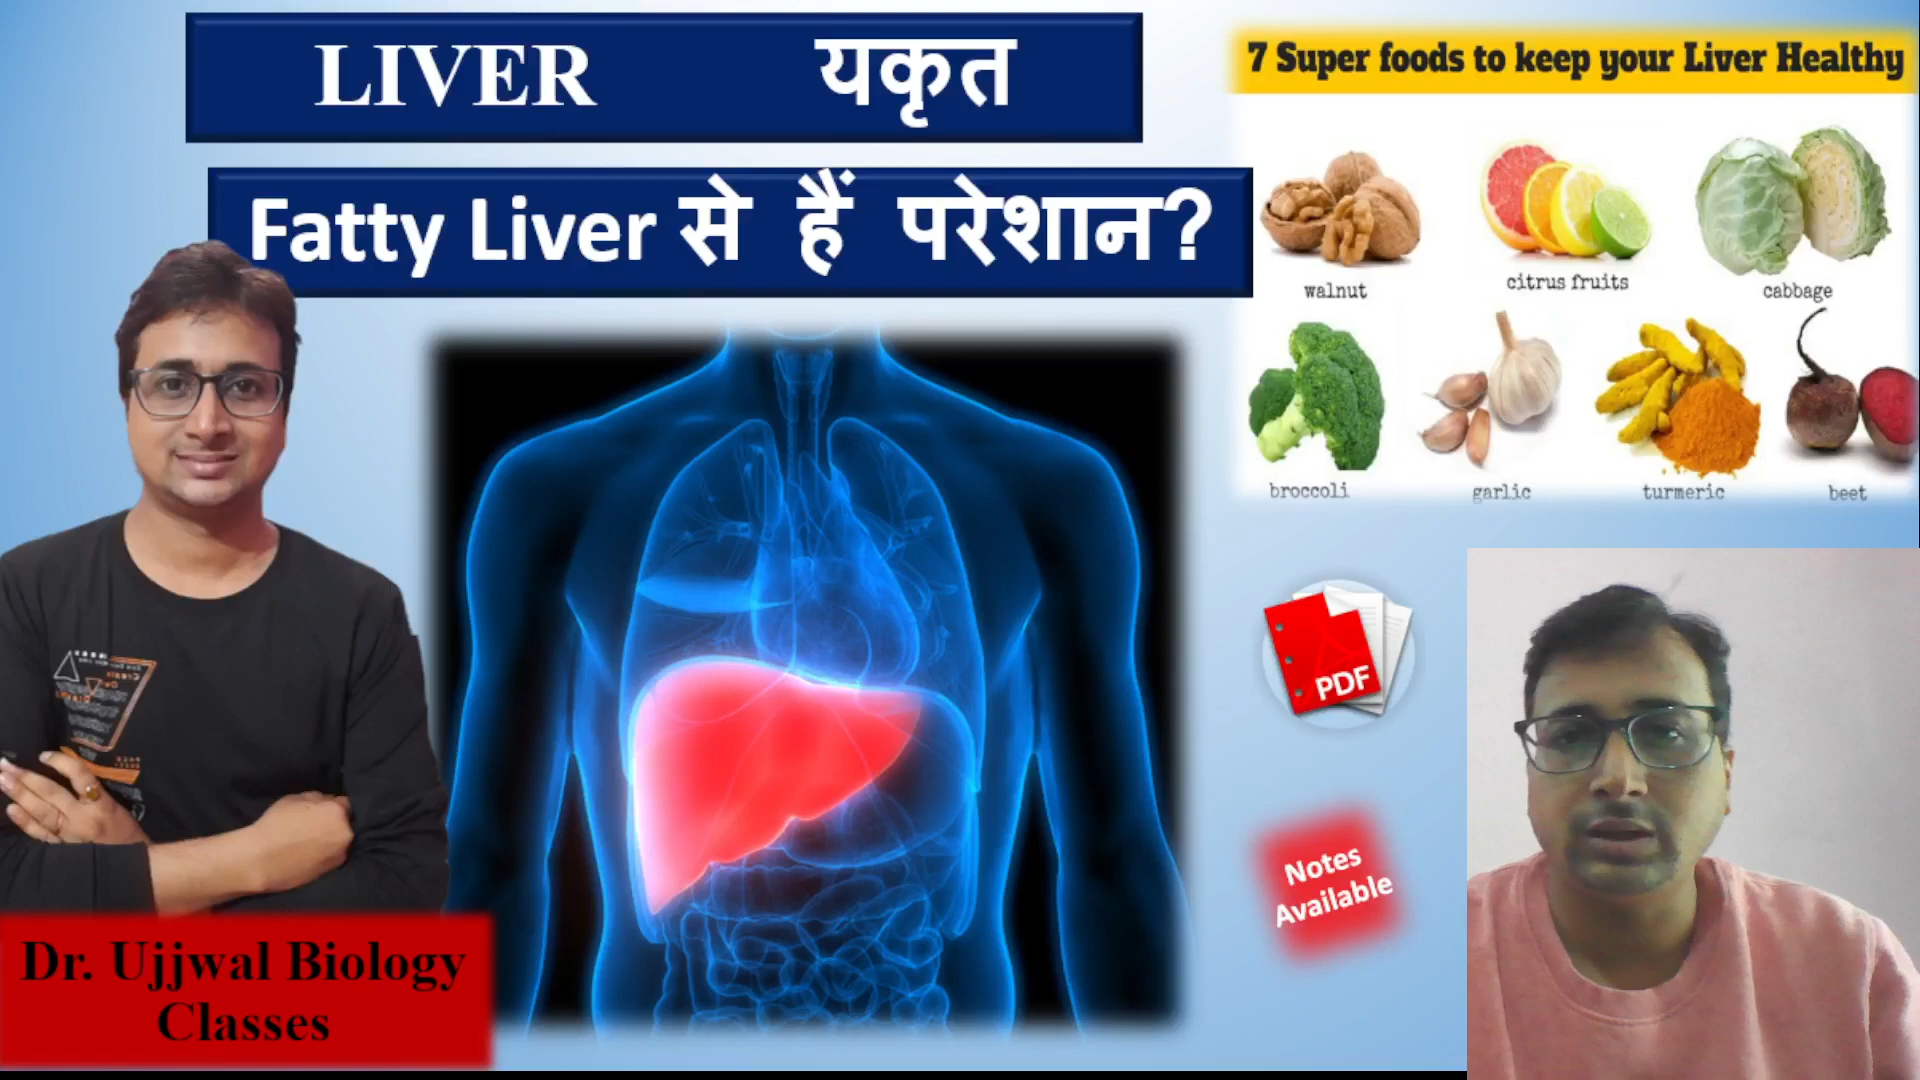 LIVER यकृत
Fatty Liver से हैं परेशान?
7 Super foods to keep your Liver Healthy
walnut
citrus fruits
cabbage
broccoli
garlic
turmeric
beet
PDF
Notes
Available
Dr. Ujjwal Biology
Classes